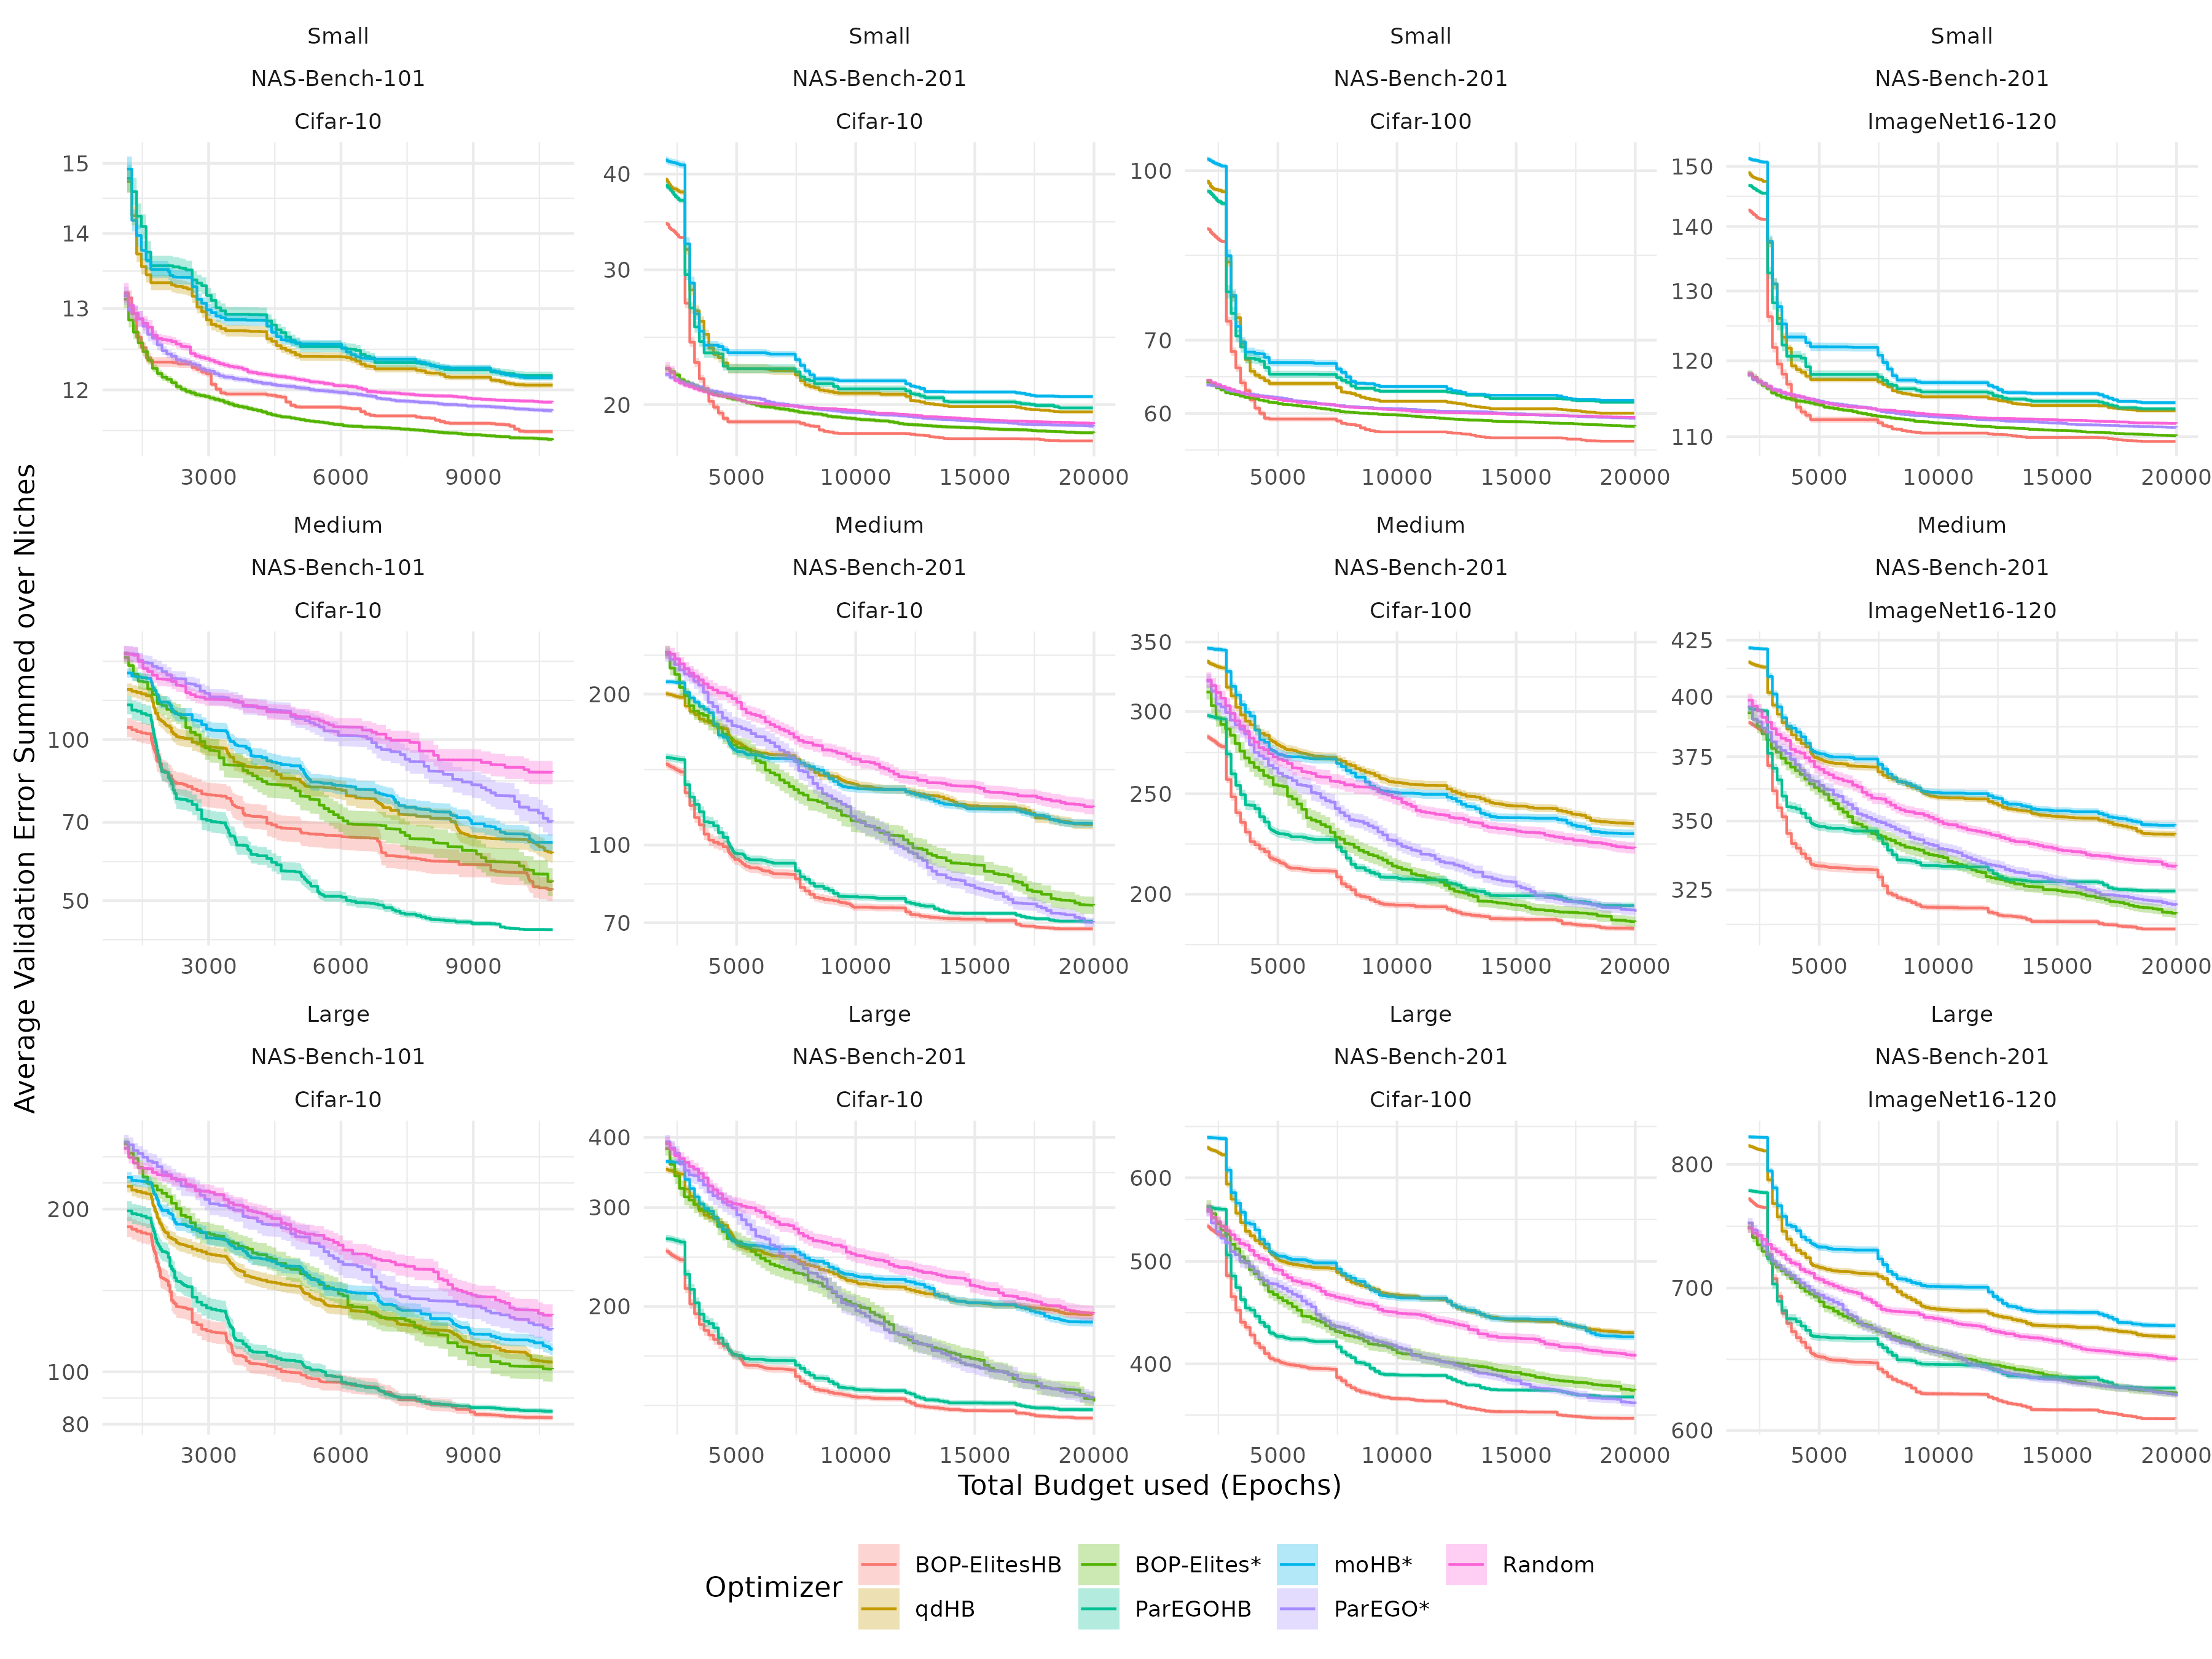 Small Small Small Small
NAS-Bench-101 NAS-Bench-201 NAS-Bench-201 NAS-Bench-201
Cifar-10 Cifar-10 Cifar-100 ImageNet16-120
15
14
13
12
40
30
20
100
70
60
150
140
130
120
110
3000 6000 9000 5000 10000 15000 20000 5000 10000 15000 20000 5000 10000 15000 20000
Average Validation Error Summed over Niches
Medium Medium Medium Medium
NAS-Bench-101 NAS-Bench-201 NAS-Bench-201 NAS-Bench-201
Cifar-10 Cifar-10 Cifar-100 ImageNet16-120
100
70
50
200
100
70
350
300
250
200
425
400
375
350
325
3000 6000 9000 5000 10000 15000 20000 5000 10000 15000 20000 5000 10000 15000 20000
Large Large Large Large
NAS-Bench-101 NAS-Bench-201 NAS-Bench-201 NAS-Bench-201
Cifar-10 Cifar-10 Cifar-100 ImageNet16-120
200
100
80
400
300
200
600
500
400
800
700
600
3000 6000 9000 5000 10000 15000 20000 5000 10000 15000 20000 5000 10000 15000 20000
Total Budget used (Epochs)
Optimizer
BOP-ElitesHB BOP-Elites* moHB* Random
qdHB ParEGOHB ParEGO*